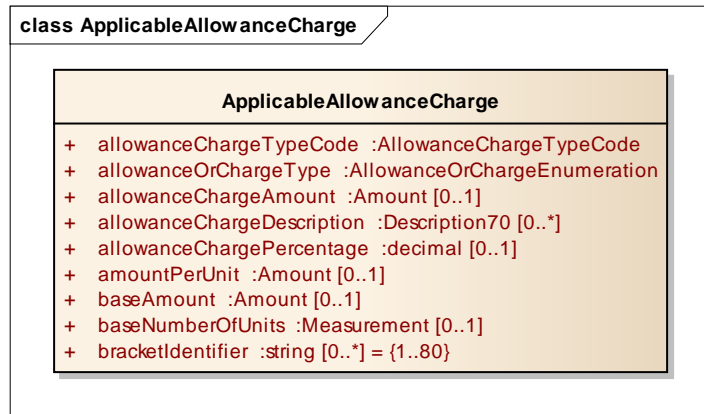 class ApplicableAllowanceCharge
ApplicableAllowanceCharge
+ allowanceChargeTypeCode :AllowanceChargeTypeCode
+ allowanceOrChargeType :AllowanceOrChargeEnumeration
+ allowanceChargeAmount :Amount [0..1]
+ allowanceChargeDescription :Description70 [0..*]
+ allowanceChargePercentage :decimal [0..1]
+ amountPerUnit :Amount [0..1]
+ baseAmount :Amount [0..1]
+ baseNumberOfUnits :Measurement [0..1]
+ bracketIdentifier :string [0..*] = {1..80}